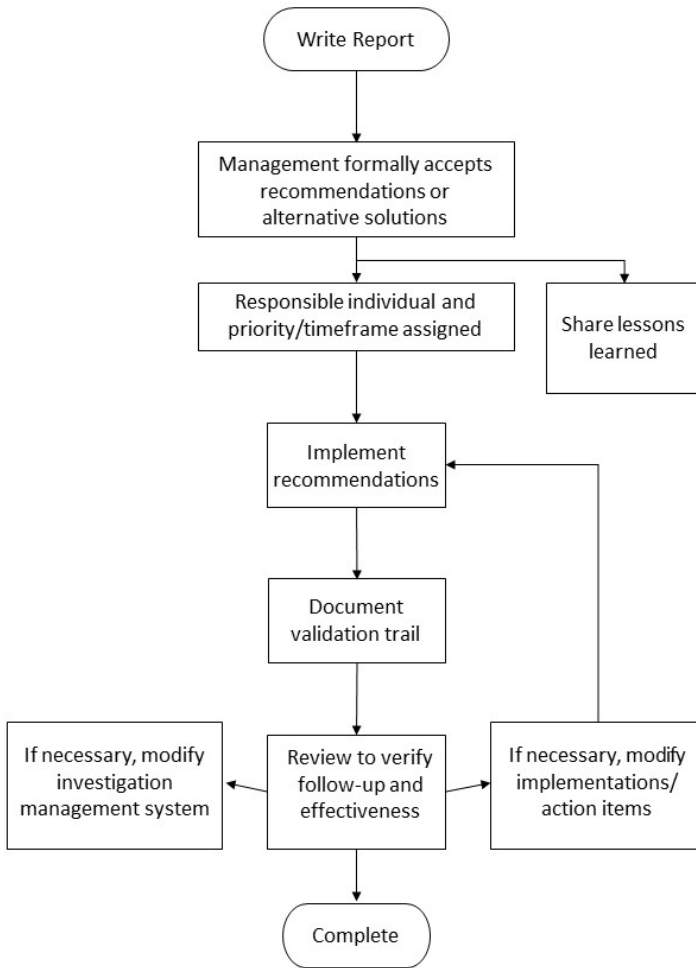 Write Report
Management formally accepts
recommendations or
alternative solutions
Responsible individual and
priority/timeframe assigned
Share lessons
learned
Implement
recommendations
Document
validation trail
If necessary, modify
investigation
management system
Review to verify
follow-up and
effectiveness
If necessary, modify
implementations/
action items
Complete